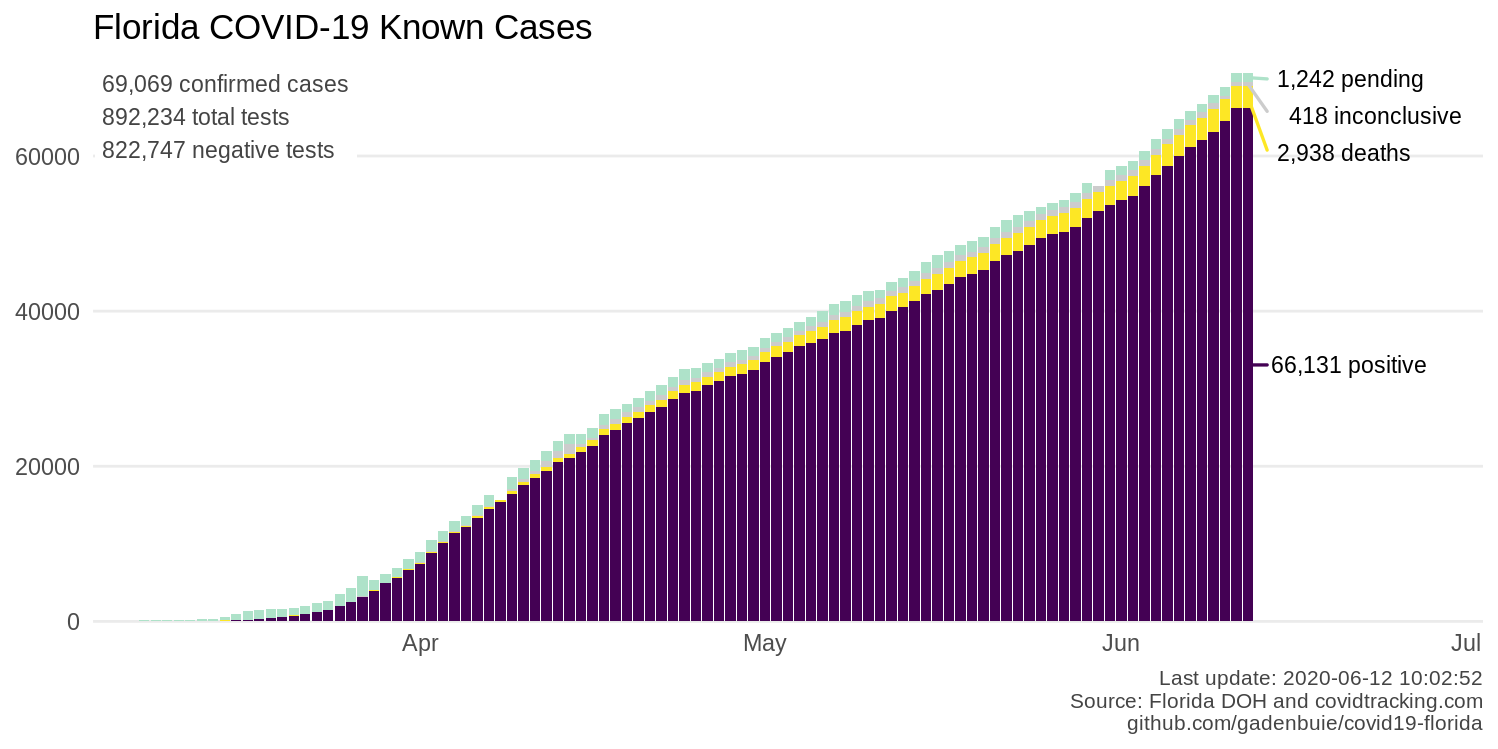 Florida COVID-19 Known Cases
69,069 confirmed cases
892,234 total tests
822,747 negative tests
1,242 pending
418 inconclusive
2,938 deaths
66,131 positive
60000
40000
20000
0
Apr May Jun Jul
Last update: 2020-06-12 10:02:52
Source: Florida DOH and covidtracking.com
github.com/gadenbuie/covid19-florida